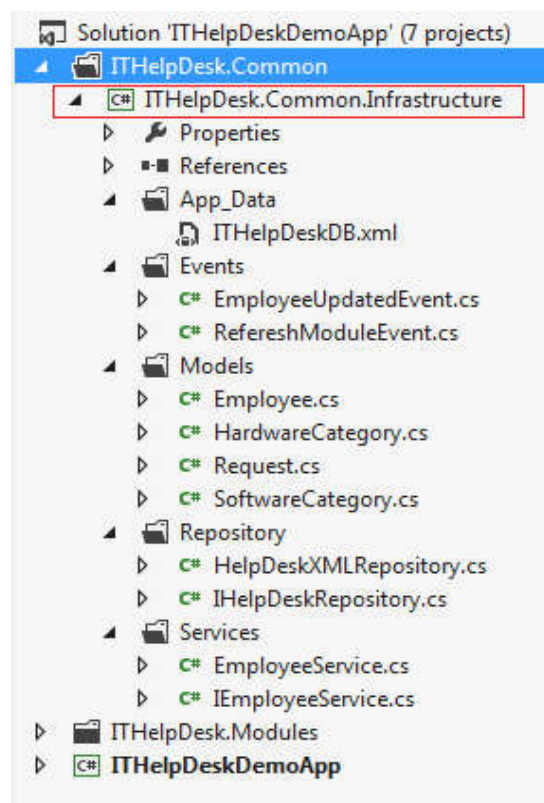 Solution 'ITHelpDeskDemoApp' (7 projects)
ITHelpDesk.Common
C# ITHelpDesk.Common.Infrastructure
Properties
References
App_Data
ITHelpDeskDB.xml
Events
C# EmployeeUpdatedEvent.cs
C# RefereshModuleEvent.cs
Models
C# Employee.cs
C# HardwareCategory.cs
C# Request.cs
C# SoftwareCategory.cs
Repository
C# HelpDeskXMLRepository.cs
C# IHelpDeskRepository.cs
Services
C# EmployeeService.cs
C# IEmployeeService.cs
ITHelpDesk.Modules
C# ITHelpDeskDemoApp